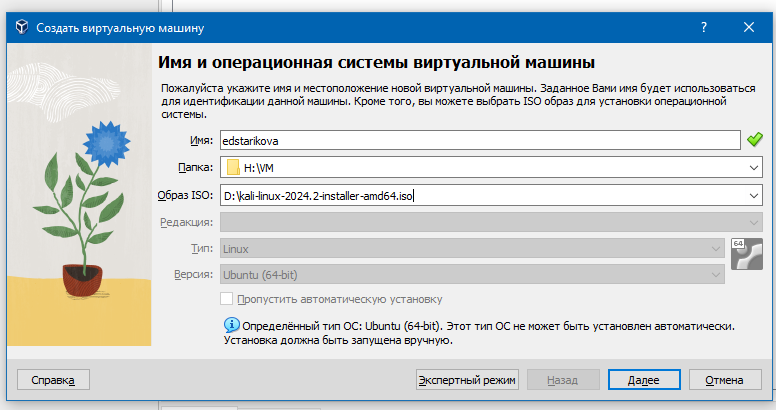 Создать виртуальную машину
Имя и операционная системы виртуальной машины
Пожалуйста укажите имя и местоположение новой виртуальной машины. Заданное Вами имя будет использоваться
для идентификации данной машины. Кроме того, вы можете выбрать ISO образ для установки операционной
системы.
Имя: edstarikova
Папка: H:\VM
Образ ISO: D:\kali-linux-2024.2-installer-amd64.iso
Редакция:
Тип: Linux
64
Версия: Ubuntu (64-bit)
Пропустить автоматическую установку
Определённый тип ОС: Ubuntu (64-bit). Этот тип ОС не может быть установлен автоматически.
Установка должна быть запущена вручную.
Справка Экспертный режим Назад Далее Отмена